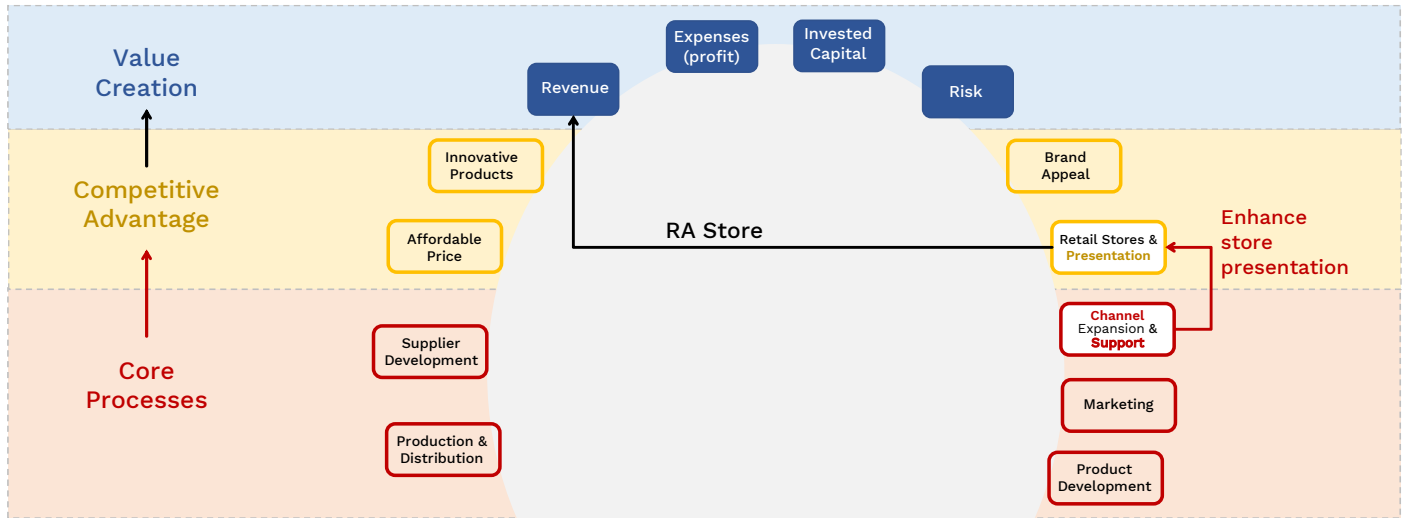 Value
Creation
Competitive
Advantage
Core
Processes
Expenses
(profit)
Invested
Capital
Revenue
Risk
Innovative
Products
Brand
Appeal
Affordable
Price
RA Store
Retail Stores &
Presentation
Enhance
store
presentation
Supplier
Development
Channel
Expansion &
Support
Marketing
Production &
Distribution
Product
Development